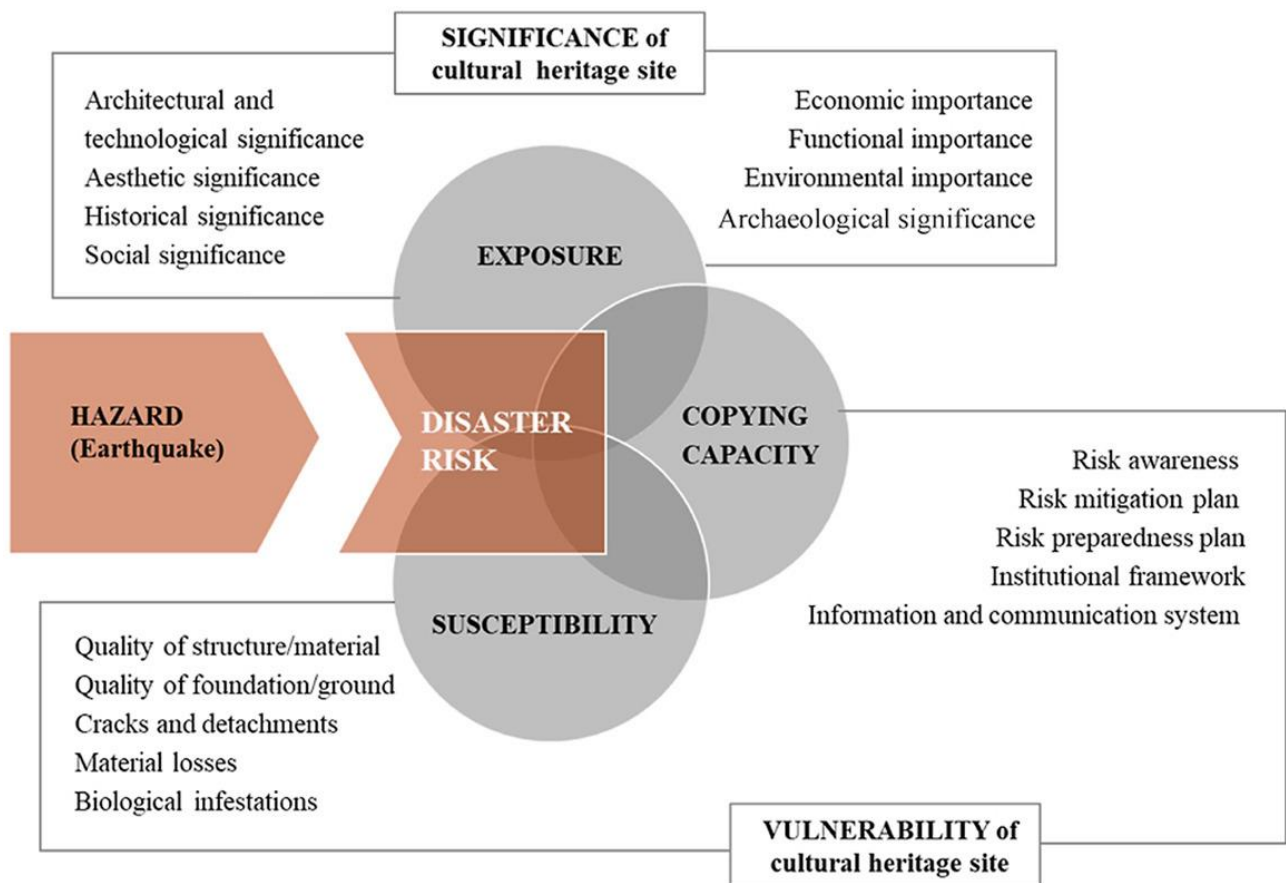 SIGNIFICANCE of
cultural heritage site
Architectural and
technological significance
Aesthetic significance
Historical significance
Social significance
Economic importance
Functional importance
Environmental importance
Archaeological significance
EXPOSURE
HAZARD
(Earthquake)
DISASTER
RISK
COPYING
CAPACITY
Risk awareness
Risk mitigation plan
Risk preparedness plan
Institutional framework
Information and communication system
SUSCEPTIBILITY
Quality of structure/material
Quality of foundation/ground
Cracks and detachments
Material losses
Biological infestations
VULNERABILITY of
cultural heritage site